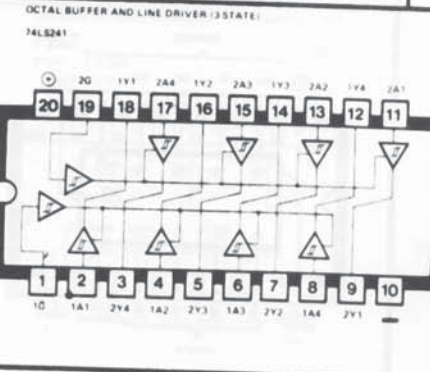 OCTAL BUFFER AND LINE DRIVER (3 STATE)
74LS241
2G 1Y1 2A4 1Y2 2A3 1Y3 2A2 1Y4 2A1
20 19 18 17 16 15 14 13 12 11
1 2 3 4 5 6 7 8 9 10
1G̅ 1A1 2Y4 1A2 2Y3 1A3 2Y2 1A4 2Y1